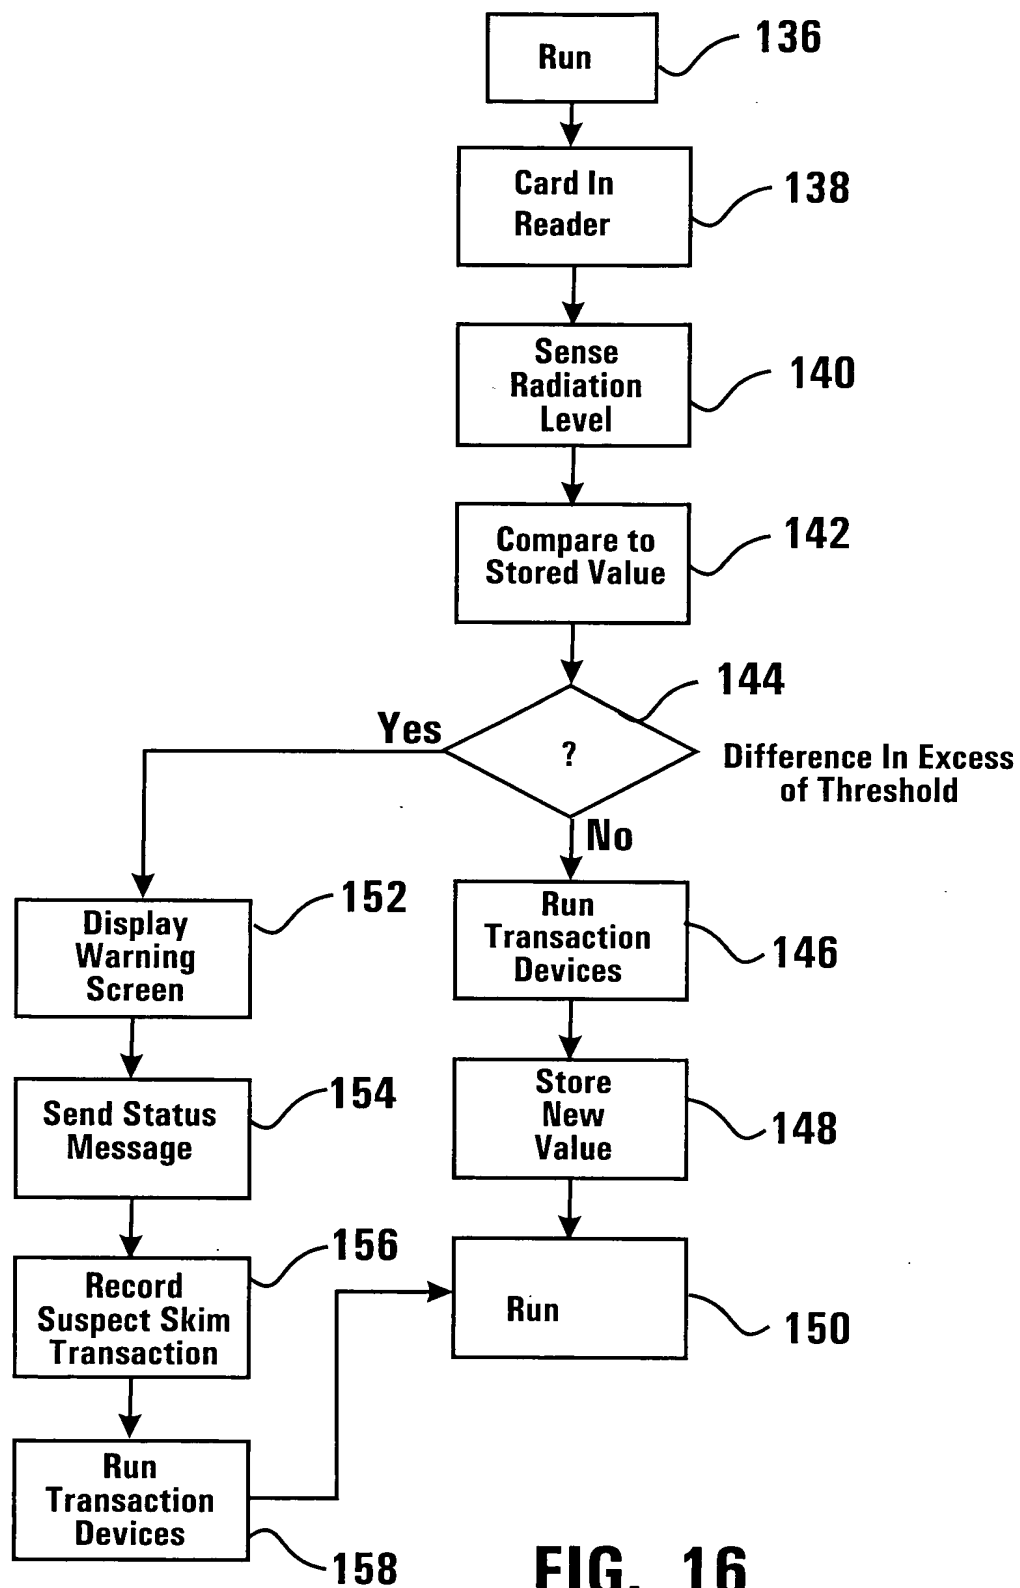 Run
136
Card In
Reader
138
Sense
Radiation
Level
140
Compare to
Stored Value
142
144
Yes
?
Difference In Excess
of Threshold
No
Display
Warning
Screen
152
Run
Transaction
Devices
146
Send Status
Message
154
Store
New
Value
148
Record
Suspect Skim
Transaction
156
Run
150
Run
Transaction
Devices
158
FIG. 16